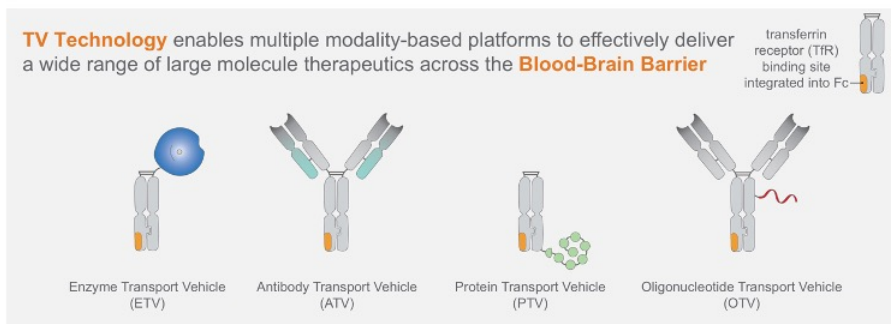 TV Technology enables multiple modality-based platforms to effectively deliver
a wide range of large molecule therapeutics across the Blood-Brain Barrier
transferrin
receptor (TfR)
binding site
integrated into Fc
Enzyme Transport Vehicle
(ETV)
Antibody Transport Vehicle
(ATV)
Protein Transport Vehicle
(PTV)
Oligonucleotide Transport Vehicle
(OTV)